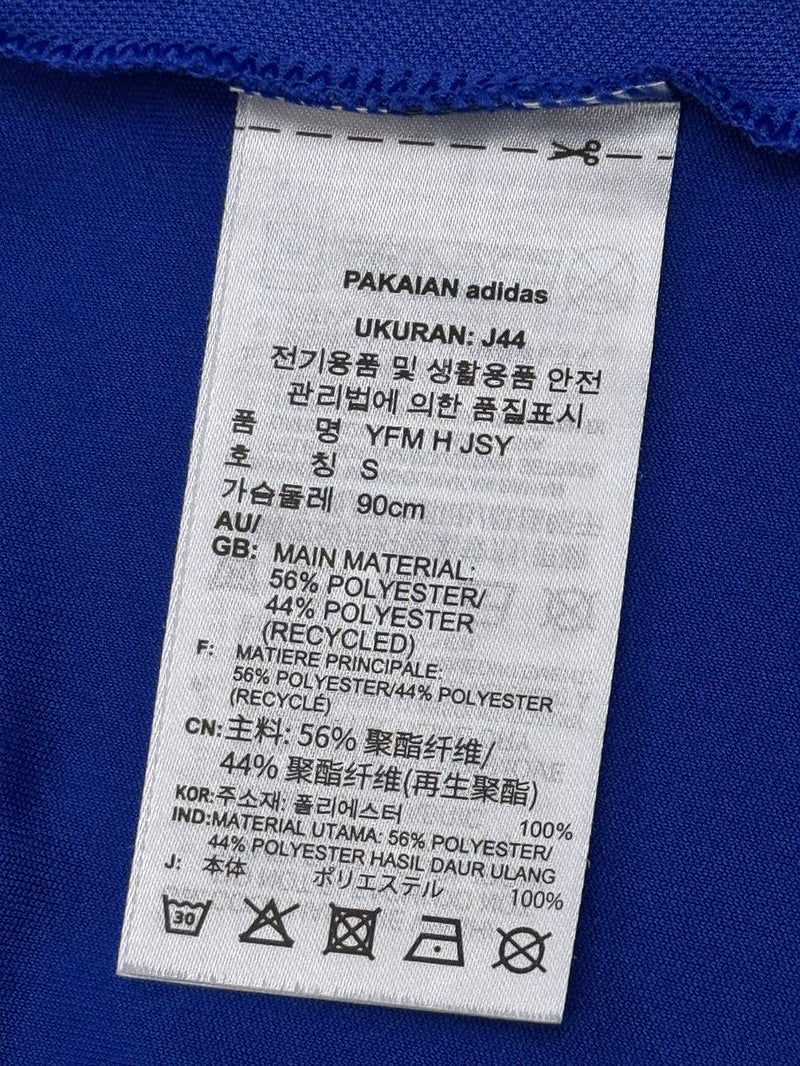 PAKAIAN adidas
UKURAN: J44
전기용품 및 생활용품 안전
관리법에 의한 품질표시
품 명 YFM H JSY
호 칭 S
가슴둘레 90cm
AU/
GB: MAIN MATERIAL:
56% POLYESTER/
44% POLYESTER
(RECYCLED)
F: MATIERE PRINCIPALE:
56% POLYESTER/44% POLYESTER
(RECYCLÉ)
CN: 主料: 56% 聚酯纤维/
44% 聚酯纤维(再生聚酯)
KOR: 주소재: 폴리에스터 100%
IND: MATERIAL UTAMA: 56% POLYESTER/
44% POLYESTER HASIL DAUR ULANG
J: 本体 ポリエステル 100%
30